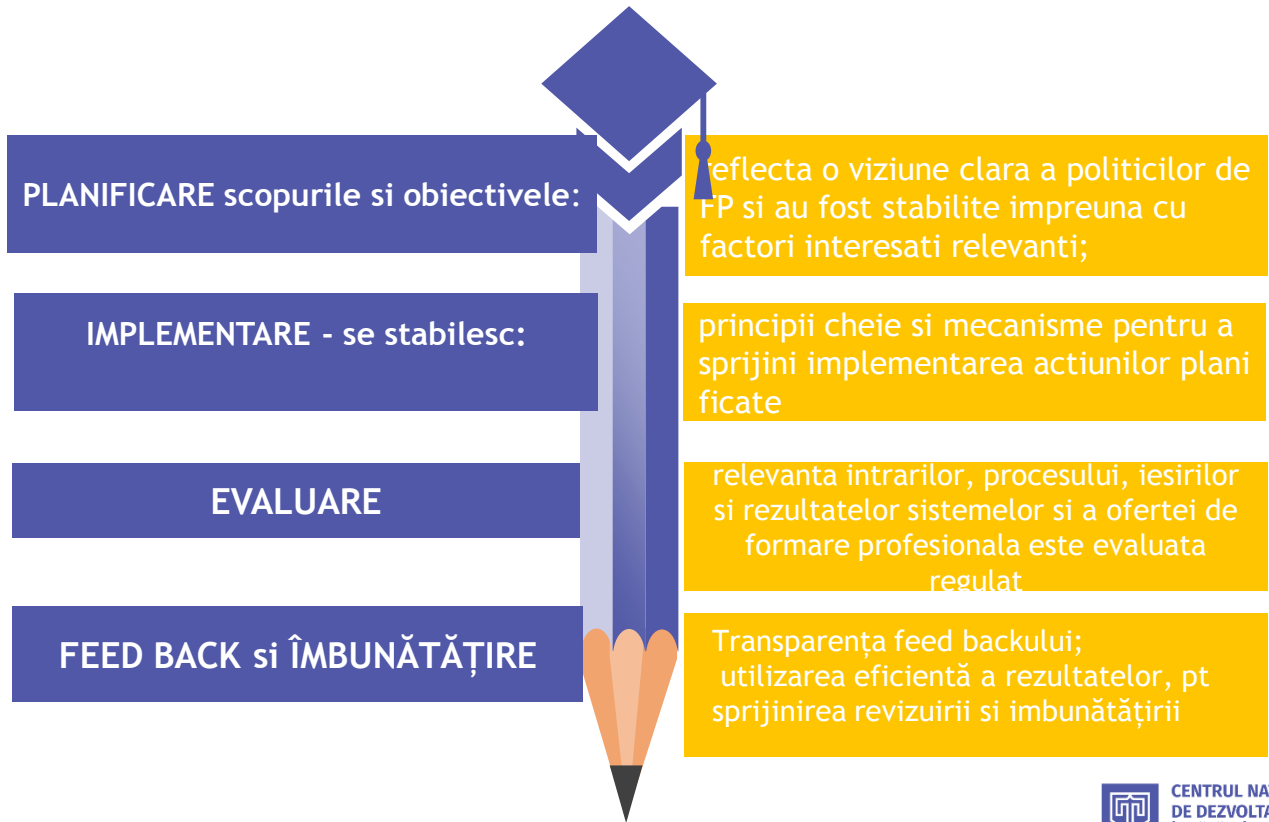 PLANIFICARE scopurile si obiectivele:
reflecta o viziune clara a politicilor de
FP si au fost stabilite impreuna cu
factori interesati relevanti;
IMPLEMENTARE - se stabilesc:
principii cheie si mecanisme pentru a
sprijini implementarea actiunilor plani
ficate
EVALUARE
relevanta intrarilor, procesului, iesirilor
si rezultatelor sistemelor si a ofertei de
formare profesionala este evaluata
regulat
FEED BACK si ÎMBUNĂTĂȚIRE
Transparența feed backului;
utilizarea eficientă a rezultatelor, pt
sprijinirea revizuirii si imbunătățirii
CENTRUL NA
DE DEZVOLTA